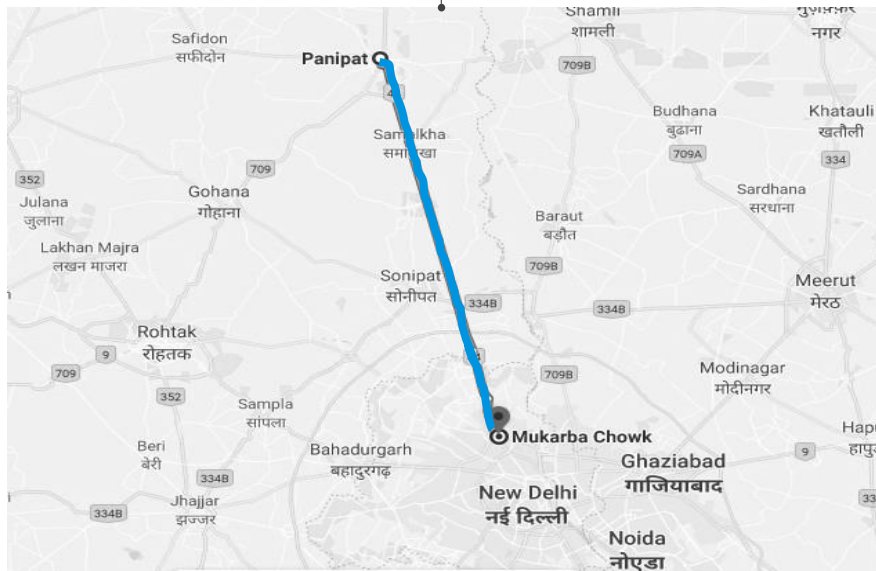 Shamli
शामली
नगर
Safidon
सफीदोन
Panipat
709B
Budhana
बुढाना
Khatauli
खतौली
Samalkha
709A
334
709
352
Gohana
गोहाना
Julana
जुलाना
Sardhana
सरधाना
Baraut
बड़ौत
Lakhan Majra
लखन माजरा
709B
Sonipat
सोनीपत
Meerut
मेरठ
334B
334B
Rohtak
रोहतक
9
709
709B
Modinagar
मोदीनगर
352
Sampla
सांपला
Mukarba Chowk
Beri
बेरी
Bahadurgarh
बहादुरगढ़
9
Ghaziabad
गाजियाबाद
334B
New Delhi
नई दिल्ली
Jhajjar
झज्जर
334B
Noida
नोएडा